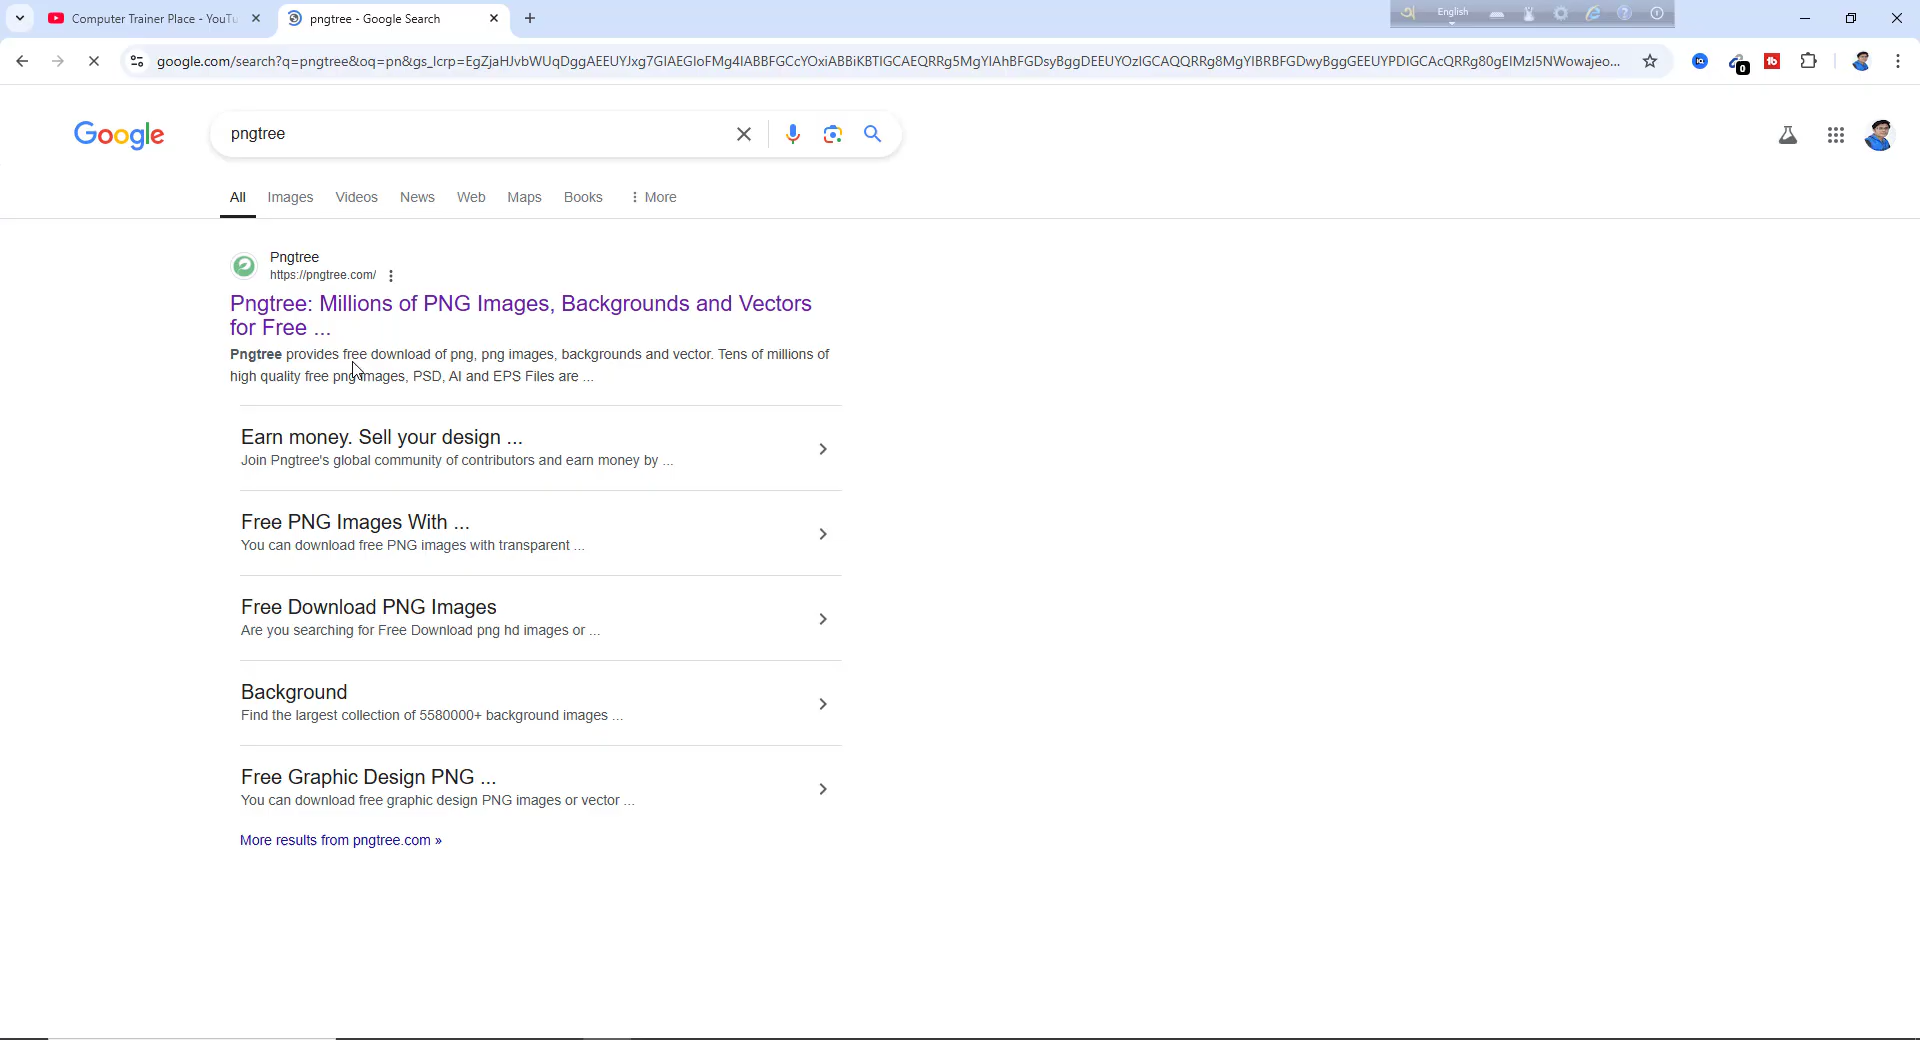 Computer Trainer Place - YouTu
pngtree - Google Search
English
google.com/search?q=pngtree&oq=pn&gs_lcrp=EgZjaHJvbWUqDggAEEUYJxg7GIAEGIoFMg4IABBFGCcYOxiABBiKBTIGCAEQRRg5MgYIAhBFGDsyBggDEEUYOzIGCAQQRRg8MgYIBRBFGDwyBggGEEUYPDIGCAcQRRg80gEIMzI5NWowajeo...
0
Google
pngtree
All Images Videos News Web Maps Books More
Pngtree
https://pngtree.com/
Pngtree: Millions of PNG Images, Backgrounds and Vectors
for Free ...
Pngtree provides free download of png, png images, backgrounds and vector. Tens of millions of
high quality free png images, PSD, AI and EPS Files are ...
Earn money. Sell your design ...
Join Pngtree's global community of contributors and earn money by ...
Free PNG Images With ...
You can download free PNG images with transparent ...
Free Download PNG Images
Are you searching for Free Download png hd images or ...
Background
Find the largest collection of 5580000+ background images ...
Free Graphic Design PNG ...
You can download free graphic design PNG images or vector ...
More results from pngtree.com »